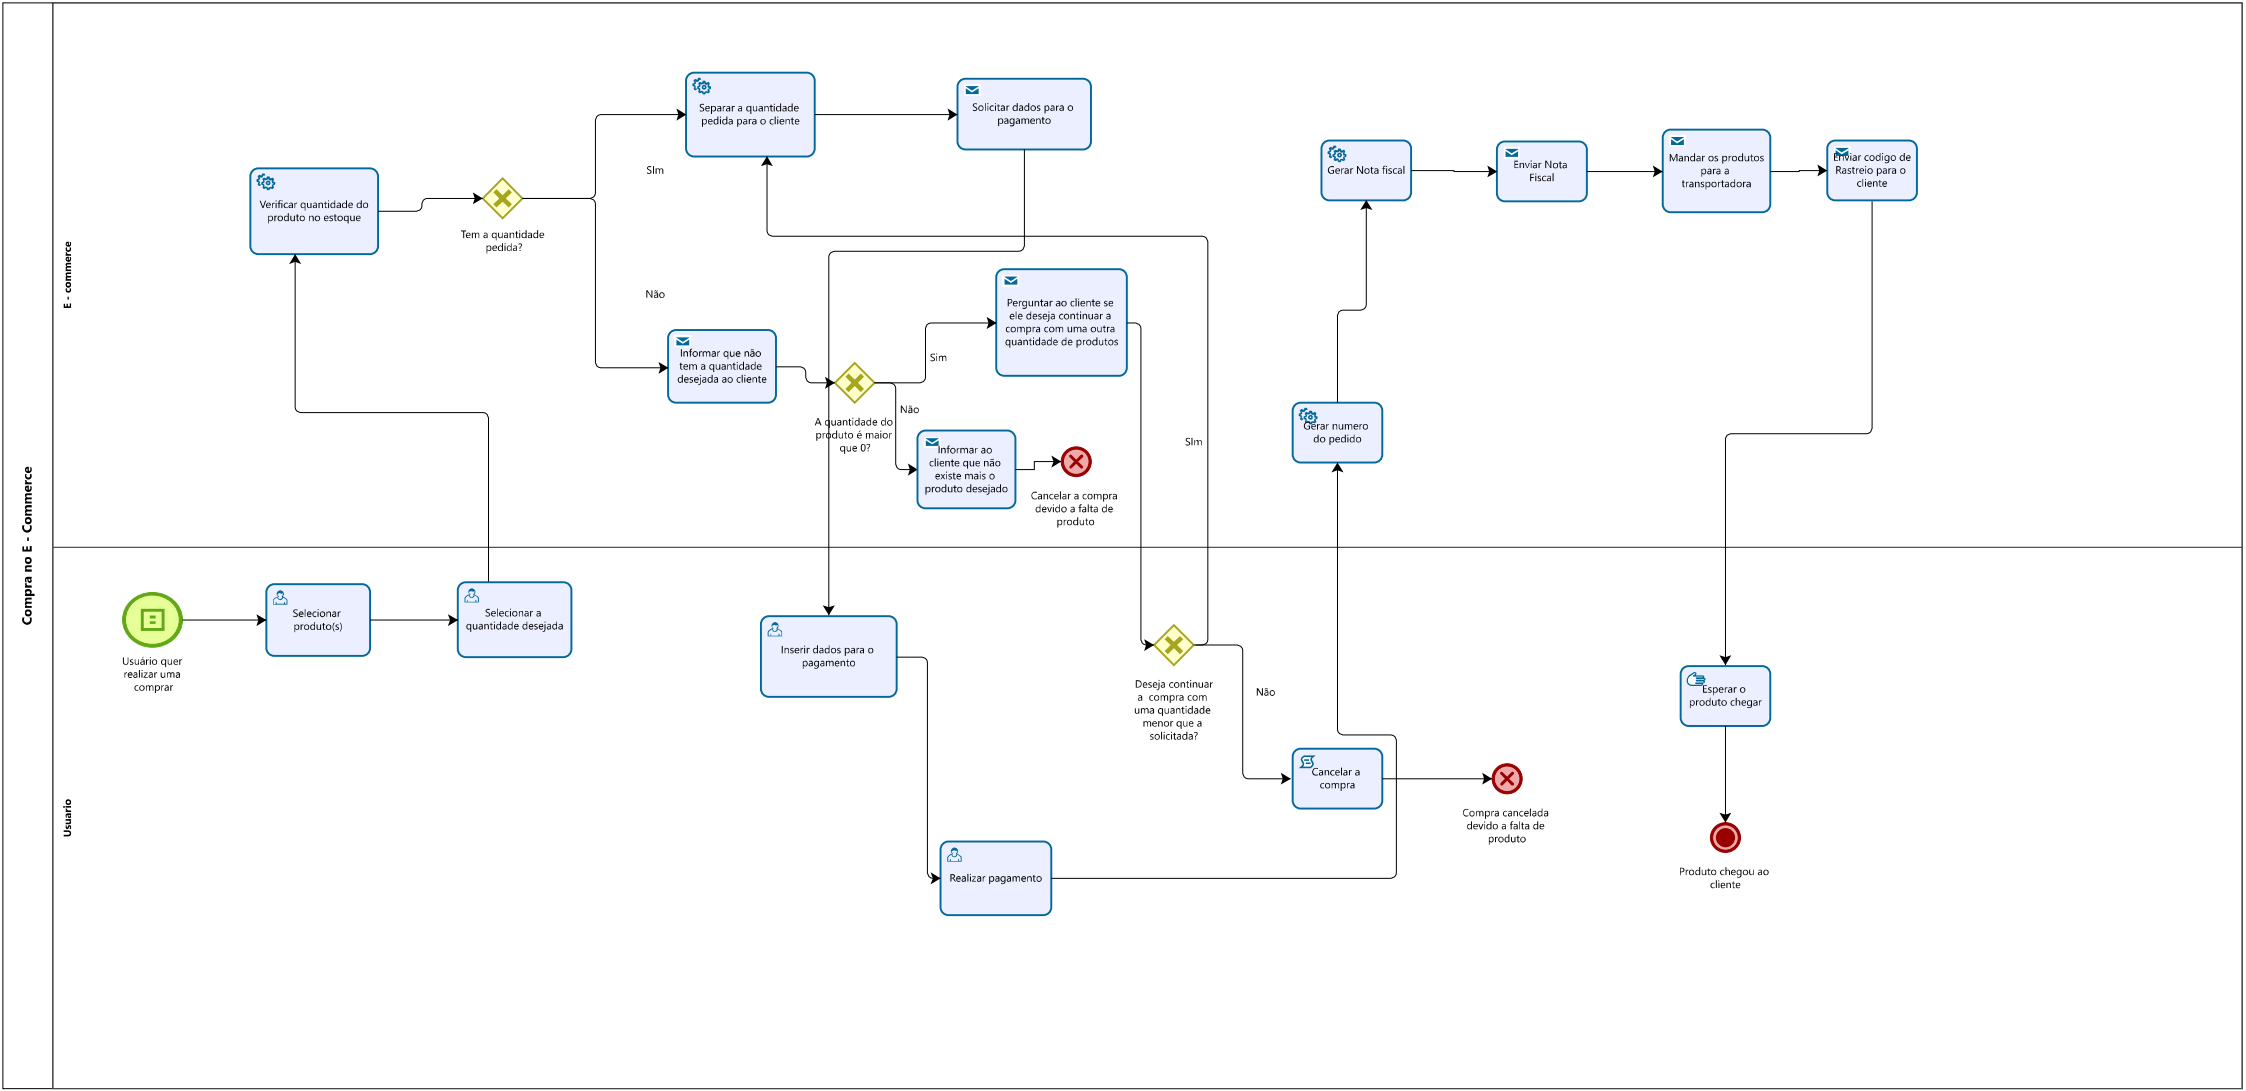 Compra no E - Commerce
E - commerce
Verificar quantidade do
produto no estoque
Tem a quantidade
pedida?
SIm
Não
Separar a quantidade
pedida para o cliente
Solicitar dados para o
pagamento
Informar que não
tem a quantidade
desejada ao cliente
A quantidade do
produto é maior
que 0?
Sim
Não
Perguntar ao cliente se
ele deseja continuar a
compra com uma outra
quantidade de produtos
Informar ao
cliente que não
existe mais o
produto desejado
Cancelar a compra
devido a falta de
produto
SIm
Gerar numero
do pedido
Gerar Nota fiscal
Enviar Nota
Fiscal
Mandar os produtos
para a
transportadora
Enviar codigo de
Rastreio para o
cliente
Usuario
Usuário quer
realizar uma
comprar
Selecionar
produto(s)
Selecionar a
quantidade desejada
Inserir dados para o
pagamento
Realizar pagamento
Deseja continuar
a compra com
uma quantidade
menor que a
solicitada?
Não
Cancelar a
compra
Compra cancelada
devido a falta de
produto
Esperar o
produto chegar
Produto chegou ao
cliente